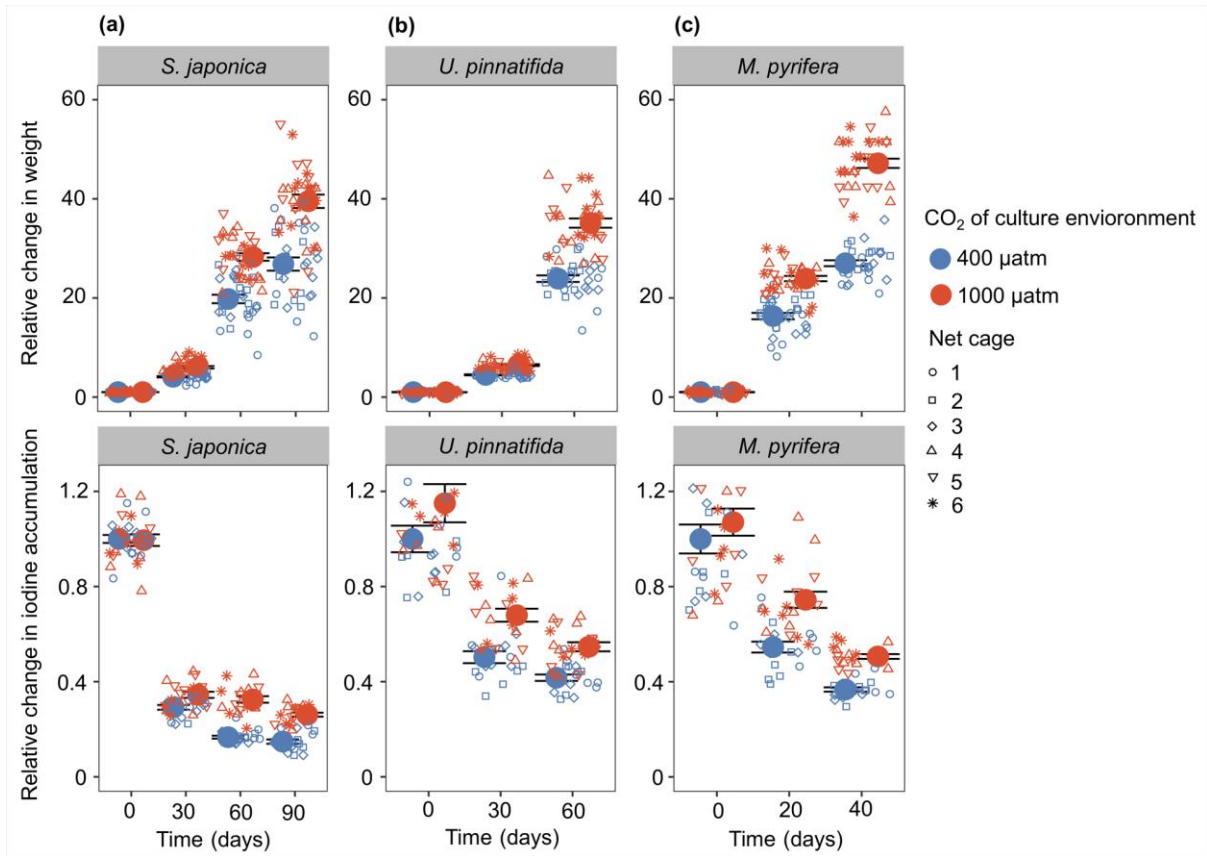 (a)
(b)
(c)
S. japonica
U. pinnatifida
M. pyrifera
Relative change in weight
60
40
20
0
CO₂ of culture envioronment
400 µatm
1000 µatm
Net cage
1
2
3
4
5
6
S. japonica
U. pinnatifida
M. pyrifera
Relative change in iodine accumulation
1.2
0.8
0.4
0
0 30 60 90
Time (days)
0 30 60
Time (days)
0 20 40
Time (days)